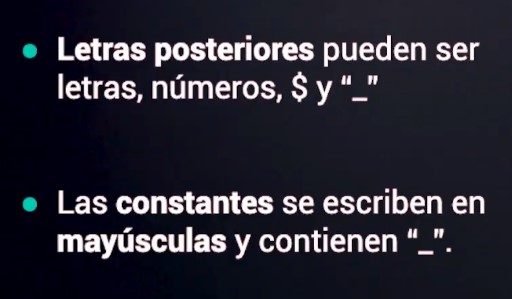 • Letras posteriores pueden ser
letras, números, $ y “_”
• Las constantes se escriben en
mayúsculas y contienen “_”.